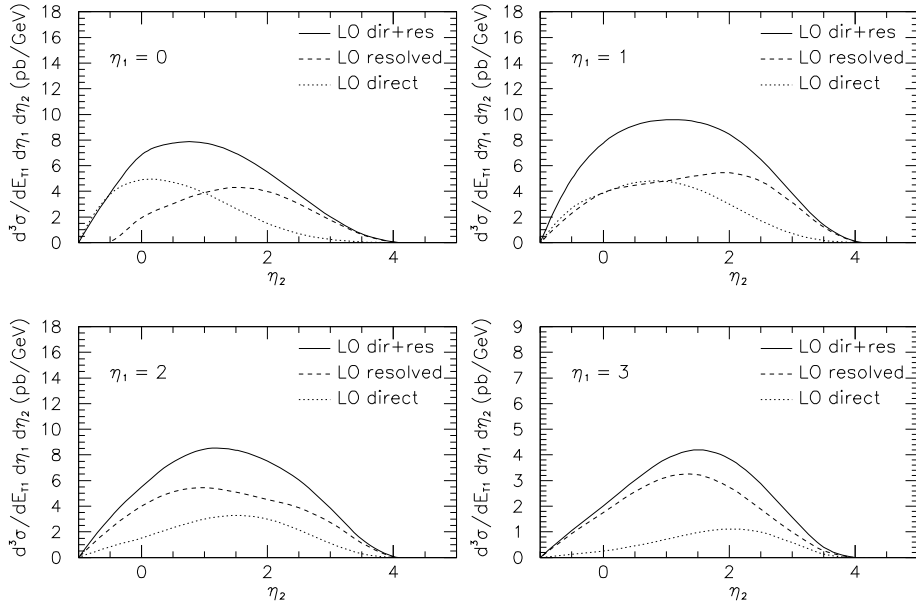 d³σ/dE_T1 dη₁ dη₂ (pb/GeV)
18
16
14
12
10
8
6
4
2
0
η₁ = 0
LO dir+res
LO resolved
LO direct
0 2 4
η₂
d³σ/dE_T1 dη₁ dη₂ (pb/GeV)
18
16
14
12
10
8
6
4
2
0
η₁ = 1
LO dir+res
LO resolved
LO direct
0 2 4
η₂
d³σ/dE_T1 dη₁ dη₂ (pb/GeV)
18
16
14
12
10
8
6
4
2
0
η₁ = 2
LO dir+res
LO resolved
LO direct
0 2 4
η₂
d³σ/dE_T1 dη₁ dη₂ (pb/GeV)
9
8
7
6
5
4
3
2
1
0
η₁ = 3
LO dir+res
LO resolved
LO direct
0 2 4
η₂